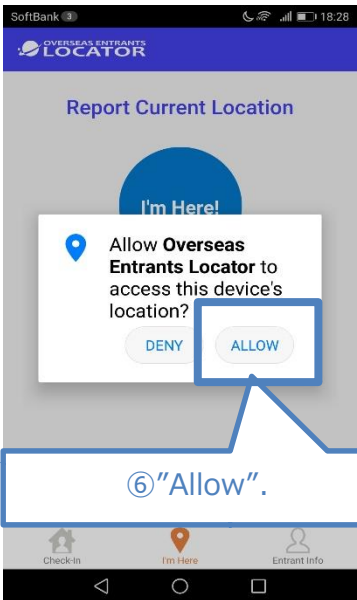 SoftBank 3 18:28
OVERSEAS ENTRANTS
LOCATOR
Report Current Location
I'm Here!
Allow Overseas
Entrants Locator to
access this device's
location?
DENY ALLOW
⑥"Allow".
Check-In I'm Here Entrant Info